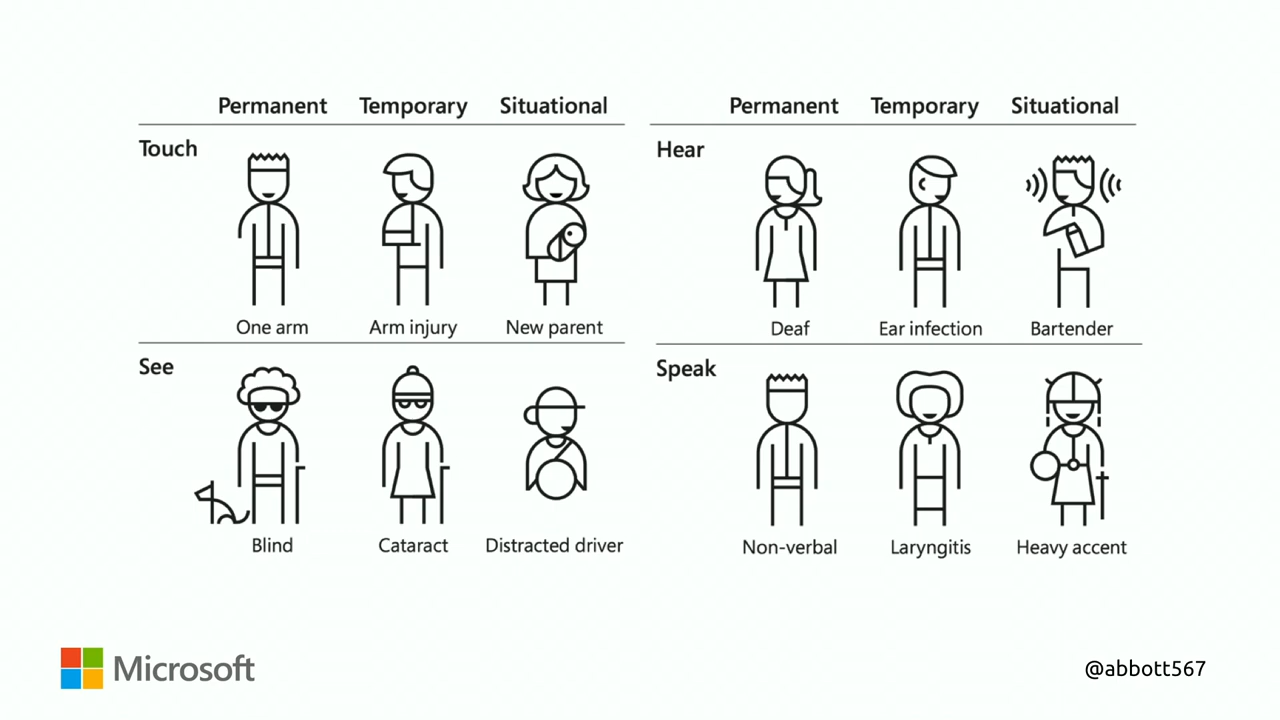 Permanent Temporary Situational
Touch
One arm Arm injury New parent
See
Blind Cataract Distracted driver
Permanent Temporary Situational
Hear
Deaf Ear infection Bartender
Speak
Non-verbal Laryngitis Heavy accent
Microsoft
@abbott567